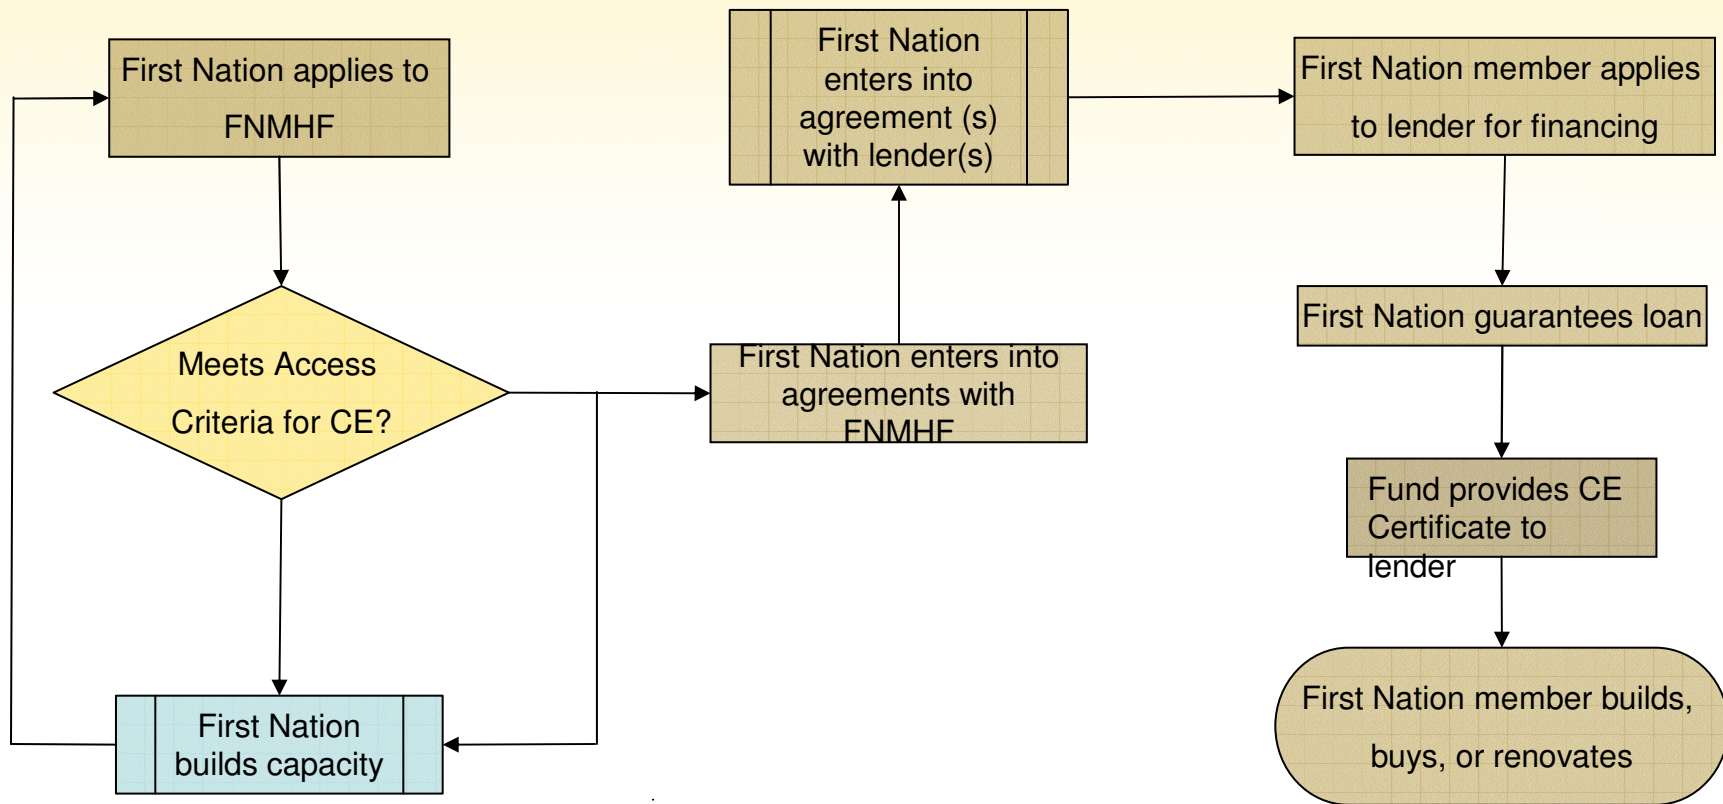 First Nation applies to
FNMHF
Meets Access
Criteria for CE?
First Nation
builds capacity
First Nation enters into
agreements with
FNMHF
First Nation
enters into
agreement (s)
with lender(s)
First Nation member applies
to lender for financing
First Nation guarantees loan
Fund provides CE
Certificate to
lender
First Nation member builds,
buys, or renovates